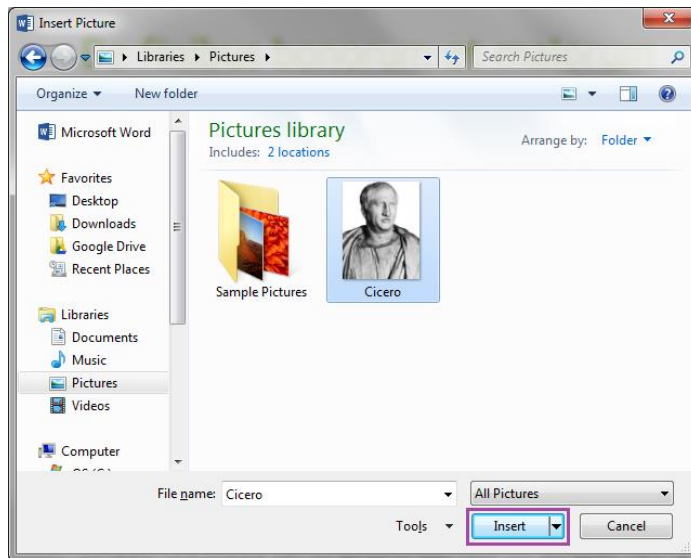 Insert Picture
Libraries Pictures
Search Pictures
Organize New folder
Microsoft Word
Favorites
Desktop
Downloads
Google Drive
Recent Places
Libraries
Documents
Music
Pictures
Videos
Computer
Pictures library
Includes: 2 locations
Arrange by: Folder
Sample Pictures
Cicero
File name: Cicero
All Pictures
Tools Insert Cancel